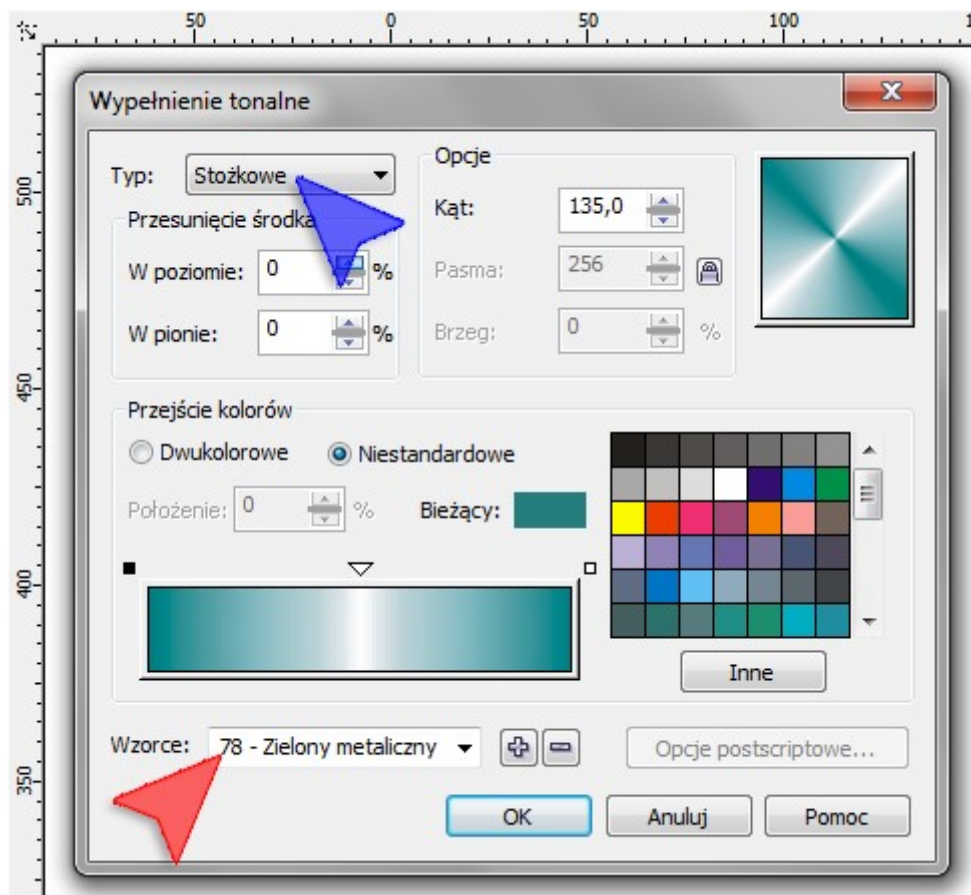 50 0 50 100
Wypełnienie tonalne
Typ: Stożkowe
Przesunięcie środka
W poziomie: 0 %
W pionie: 0 %
Opcje
Kąt: 135,0
Pasma: 256
Brzeg: 0 %
500
450
400
350
Przejście kolorów
Dwukolorowe Niestandardowe
Położenie: 0 % Bieżący:
Inne
Wzorce: 78 - Zielony metaliczny
Opcje postscriptowe...
OK Anuluj Pomoc